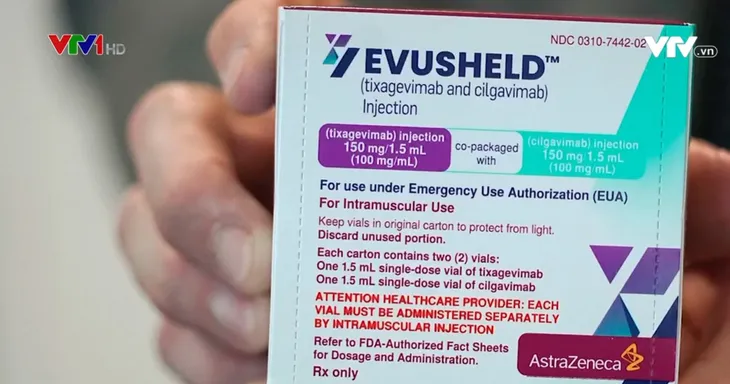 VTV1 HD
NDC 0310-7442-02
VTV.vn
EVUSHELD™
(tixagevimab and cilgavimab)
Injection
(tixagevimab) injection
150 mg/1.5 mL
(100 mg/mL)
co-packaged
with
(cilgavimab) injection
150 mg/1.5 mL
(100 mg/mL)
For use under Emergency Use Authorization (EUA)
For Intramuscular Use
Keep vials in original carton to protect from light.
Discard unused portion.
Each carton contains two (2) vials:
One 1.5 mL single-dose vial of tixagevimab
One 1.5 mL single-dose vial of cilgavimab
ATTENTION HEALTHCARE PROVIDER: EACH
VIAL MUST BE ADMINISTERED SEPARATELY
BY INTRAMUSCULAR INJECTION
Refer to FDA-Authorized Fact Sheets
for Dosage and Administration.
Rx only
AstraZeneca